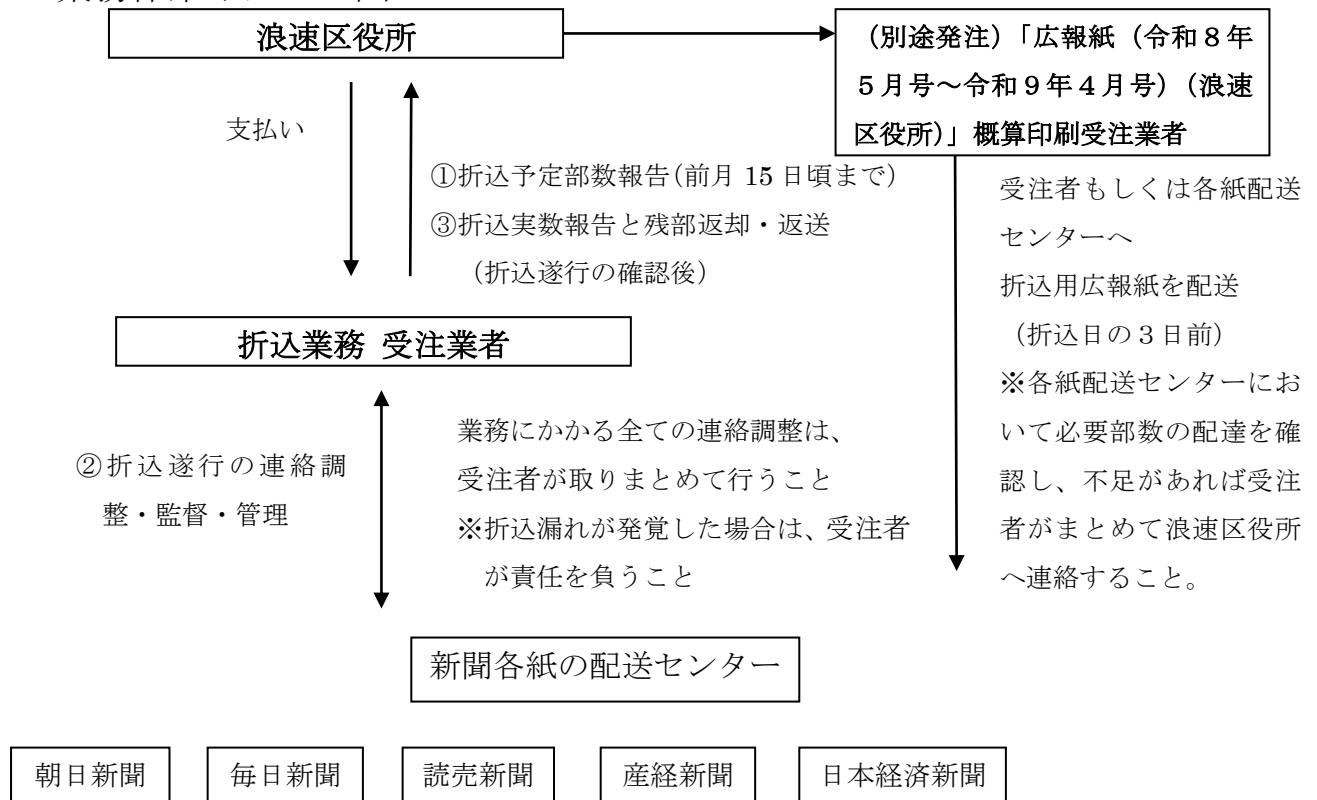 浪速区役所
(別途発注)「広報紙(令和8年
5月号～令和9年4月号)(浪速
区役所)」概算印刷受注業者
支払い
①折込予定部数報告(前月 15 日頃まで)
③折込実数報告と残部返却・返送
(折込遂行の確認後)
受注者もしくは各紙配送
センターへ
折込用広報紙を配送
(折込日の3日前)
※各紙配送センターにお
いて必要部数の配達を確
認し、不足があれば受注
者がまとめて浪速区役所
へ連絡すること。
折込業務 受注業者
②折込遂行の連絡調
整・監督・管理
業務にかかる全ての連絡調整は、
受注者が取りまとめて行うこと
※折込漏れが発覚した場合は、受注者
が責任を負うこと
新聞各紙の配送センター
朝日新聞
毎日新聞
読売新聞
産経新聞
日本経済新聞